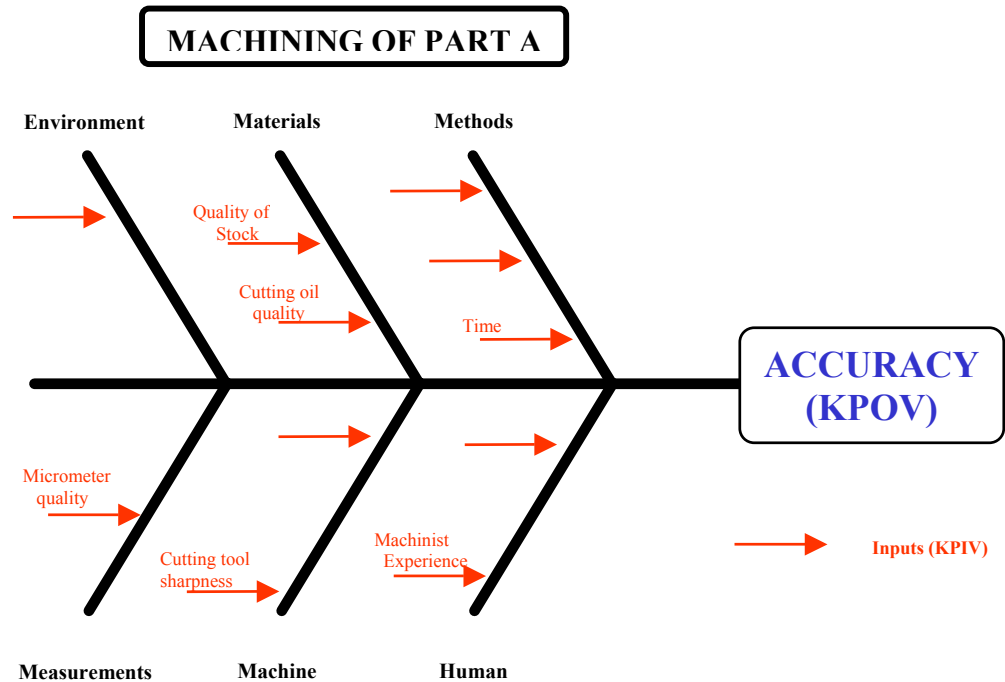 MACHINING OF PART A
Environment
Materials
Methods
Quality of
Stock
Cutting oil
quality
Time
ACCURACY
(KPOV)
Micrometer
quality
Cutting tool
sharpness
Machinist
Experience
Inputs (KPIV)
Measurements
Machine
Human